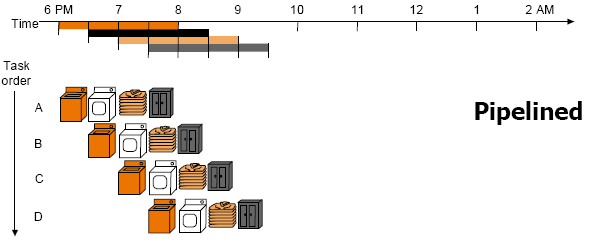 6 PM 7 8 9 10 11 12 1 2 AM
Time
Task
order
A
Pipelined
B
C
D